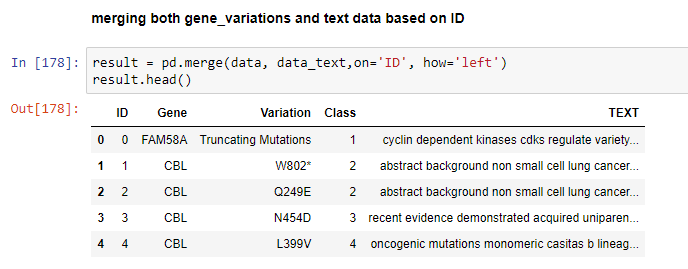 merging both gene_variations and text data based on ID
In [178]: result = pd.merge(data, data_text,on='ID', how='left')
result.head()
Out[178]:
ID Gene Variation Class TEXT
0 0 FAM58A Truncating Mutations 1 cyclin dependent kinases cdks regulate variety...
1 1 CBL W802* 2 abstract background non small cell lung cancer...
2 2 CBL Q249E 2 abstract background non small cell lung cancer...
3 3 CBL N454D 3 recent evidence demonstrated acquired uniparen...
4 4 CBL L399V 4 oncogenic mutations monomeric casitas b lineag...